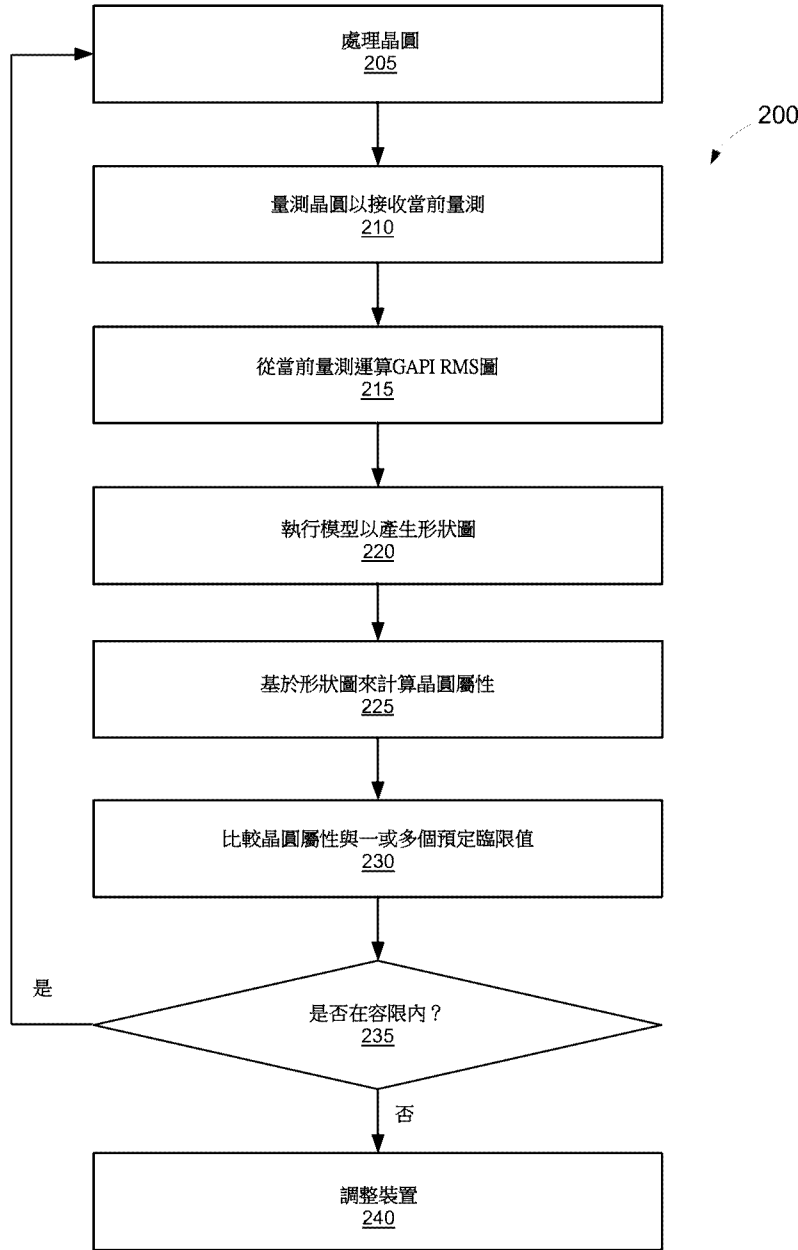 處理晶圓
205
200
量測晶圓以接收當前量測
210
從當前量測運算GAPI RMS圖
215
執行模型以產生形狀圖
220
基於形狀圖來計算晶圓屬性
225
比較晶圓屬性與一或多個預定臨限值
230
是
是否在容限內？
235
否
調整裝置
240